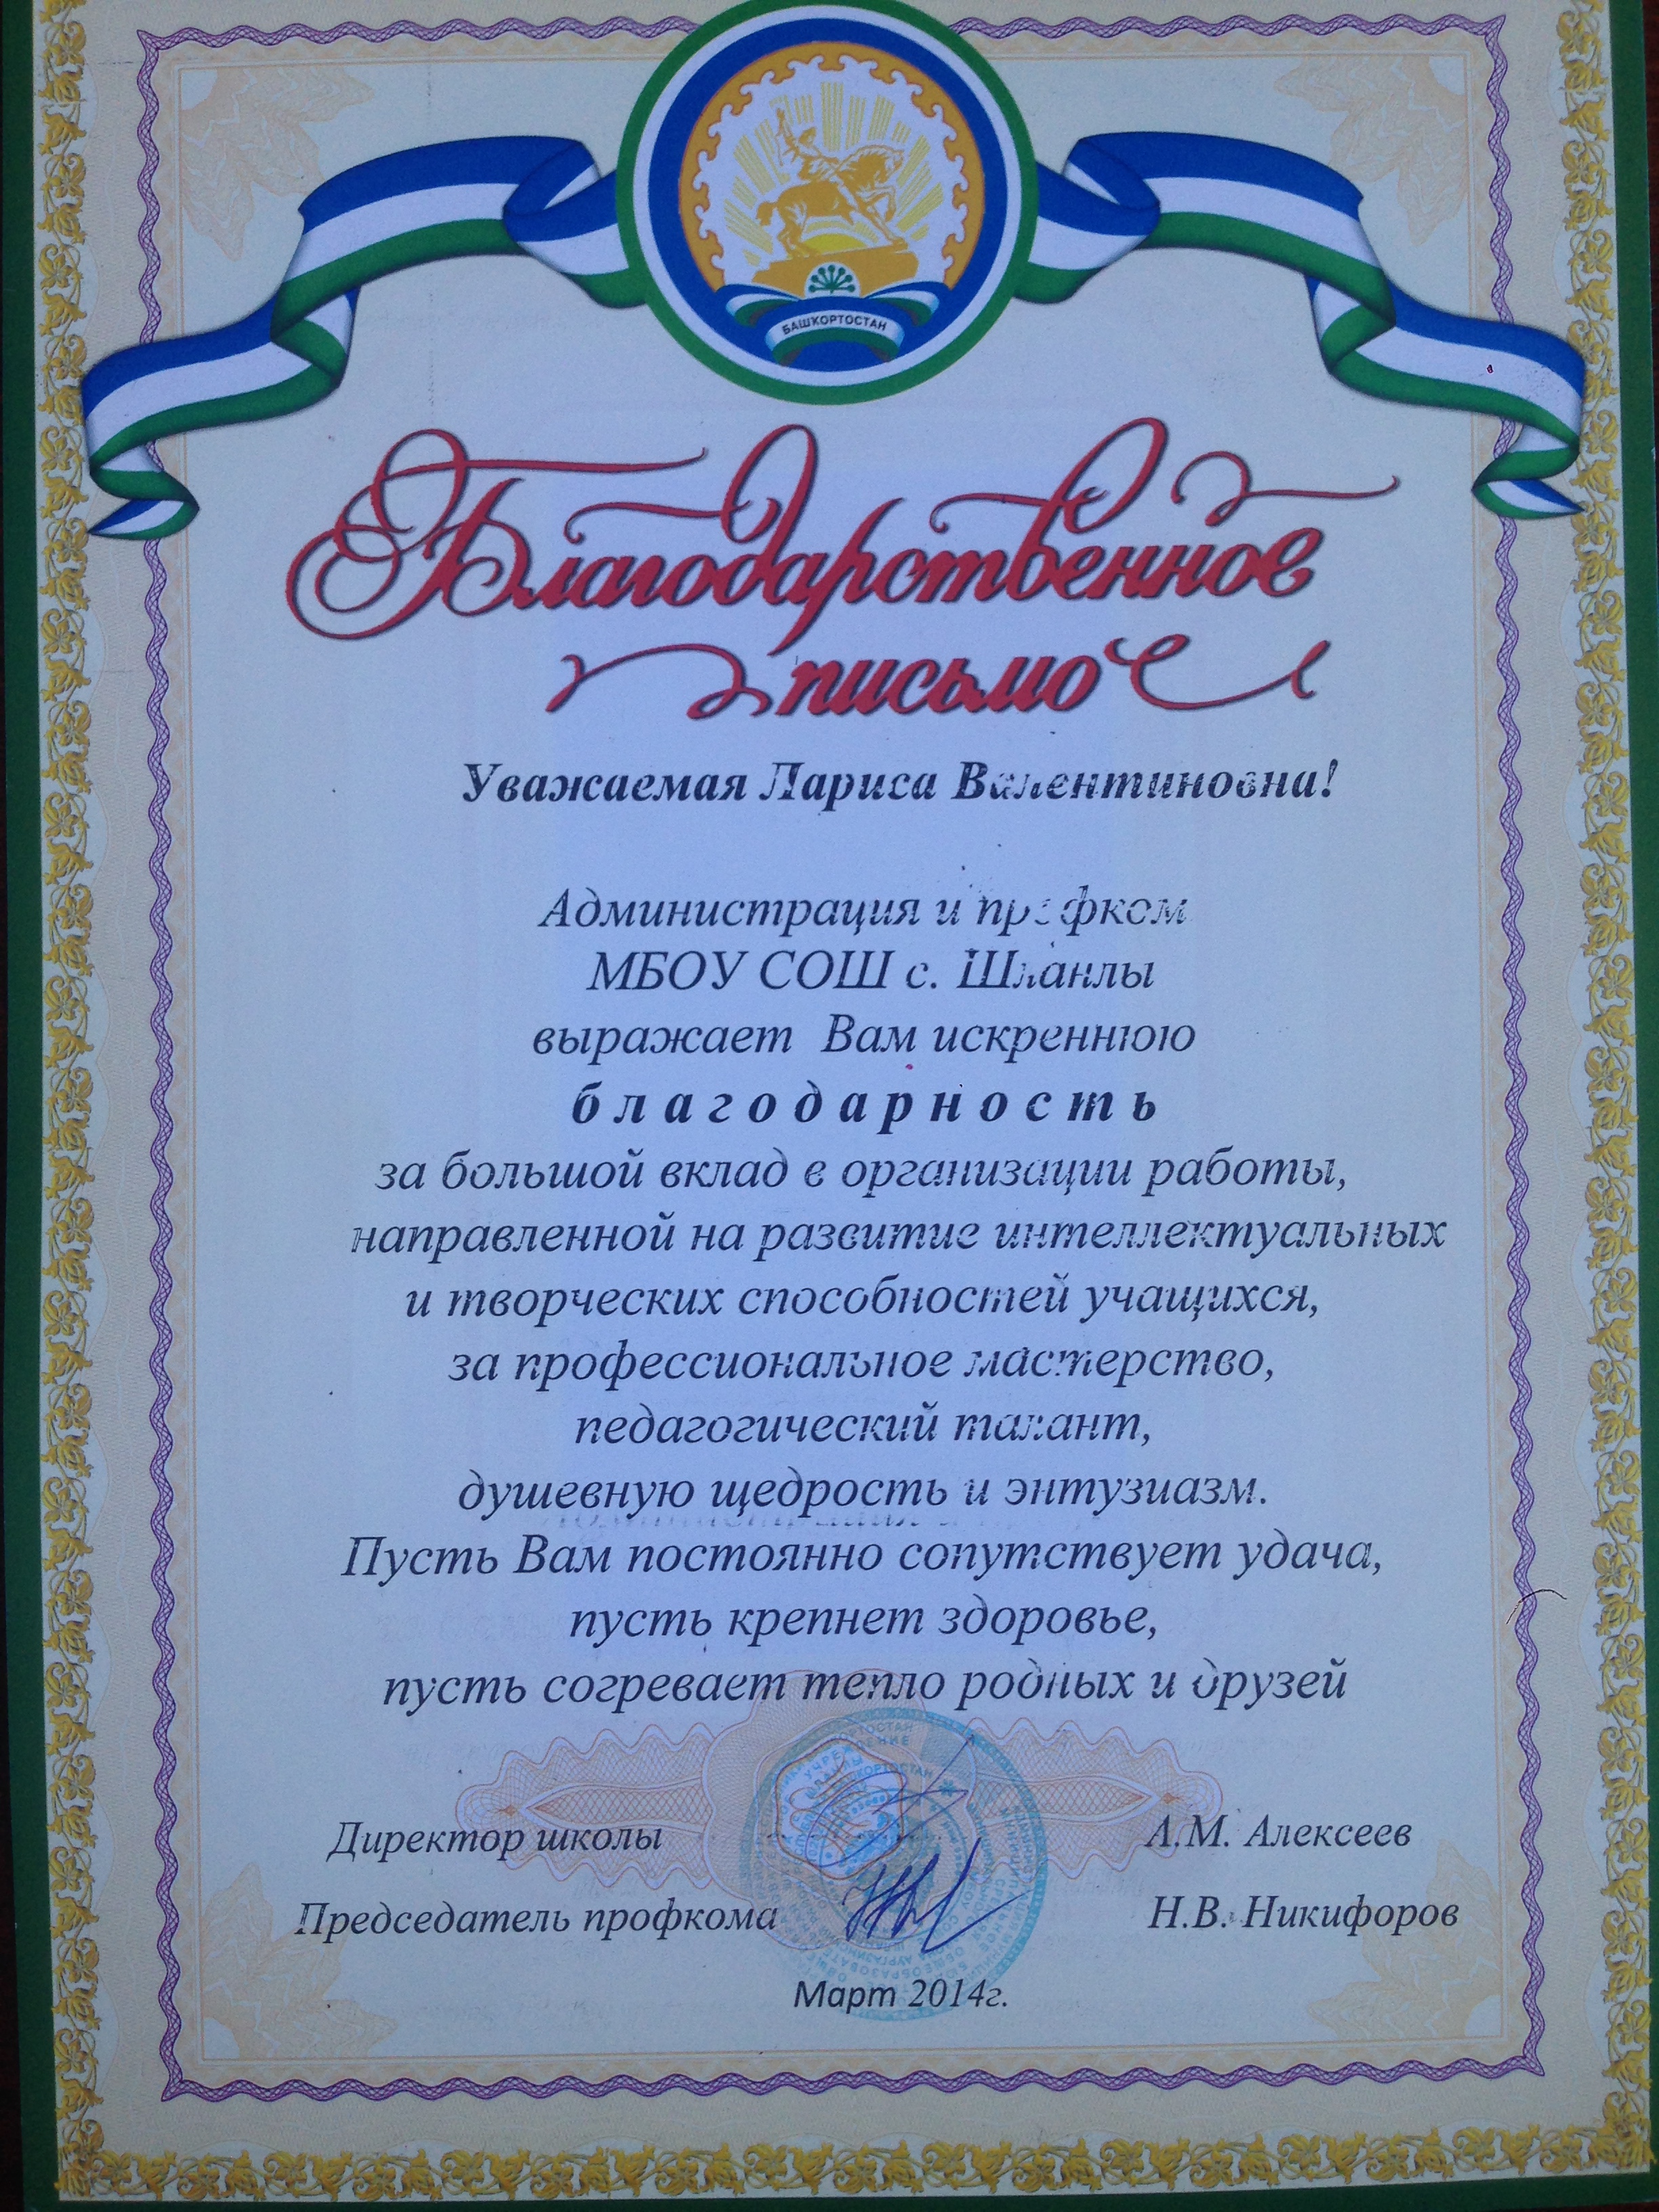 БАШҠОРТОСТАН
Благодарственное
письмо
Уважаемая Лариса Валентиновна!
Администрация и профком
МБОУ СОШ с. Шланлы
выражает Вам искреннюю
благодарность
за большой вклад в организации работы,
направленной на развитие интеллектуальных
и творческих способностей учащихся,
за профессиональное мастерство,
педагогический талант,
душевную щедрость и энтузиазм.
Пусть Вам постоянно сопутствует удача,
пусть крепнет здоровье,
пусть согревает тепло родных и друзей
Директор школы А.М. Алексеев
Председатель профкома Н.В. Никифоров
Март 2014г.